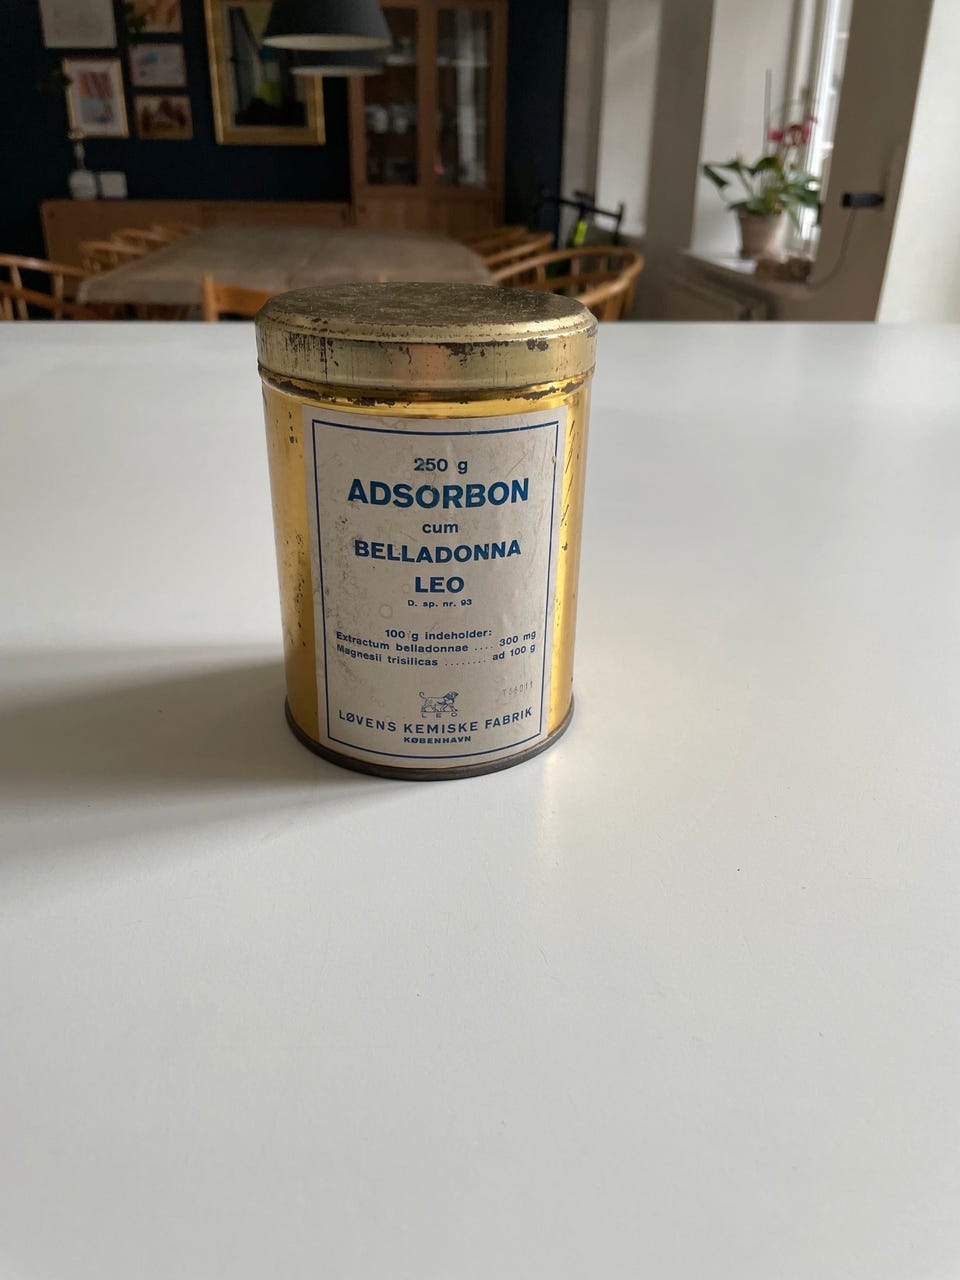 250 g
ADSORBON
cum
BELLADONNA
LEO
D. sp. nr. 93
100 g indeholder:
Extractum belladonnae .... 300 mg
Magnesii trisilicas ........ ad 100 g
LEO
LØVENS KEMISKE FABRIK
KØBENHAVN